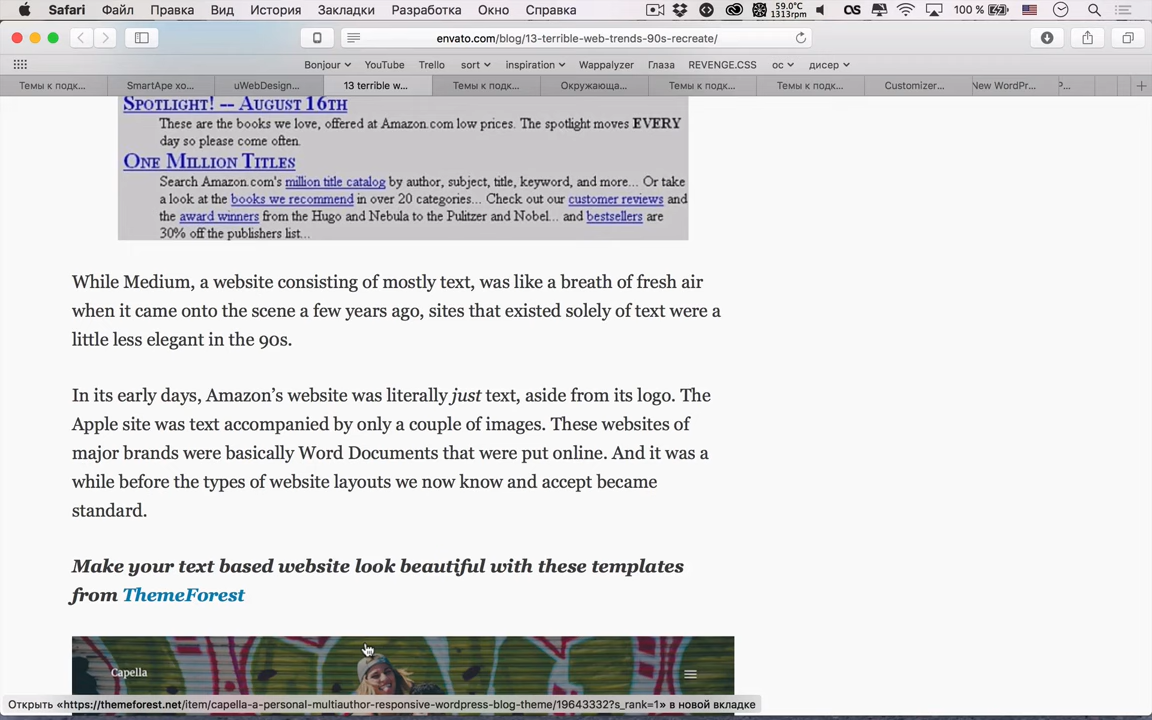 Safari Файл Правка Вид История Закладки Разработка Окно Справка 59.0°C 1313rpm 100 %
envato.com/blog/13-terrible-web-trends-90s-recreate/
Bonjour YouTube Trello sort inspiration Wappalyzer Глаза REVENGE.CSS ос дисер
Темы к подк... SmartApe хо... uWebDesign... 13 terrible w... Темы к подк... Окружающа... Темы к подк... Темы к подк... Customizer... New WordPr...
Spotlight! -- August 16th
These are the books we love, offered at Amazon.com low prices. The spotlight moves EVERY
day so please come often.
One Million Titles
Search Amazon.com's million title catalog by author, subject, title, keyword, and more... Or take
a look at the books we recommend in over 20 categories... Check out our customer reviews and
the award winners from the Hugo and Nebula to the Pulitzer and Nobel... and bestsellers are
30% off the publishers list...
While Medium, a website consisting of mostly text, was like a breath of fresh air
when it came onto the scene a few years ago, sites that existed solely of text were a
little less elegant in the 90s.
In its early days, Amazon’s website was literally just text, aside from its logo. The
Apple site was text accompanied by only a couple of images. These websites of
major brands were basically Word Documents that were put online. And it was a
while before the types of website layouts we now know and accept became
standard.
Make your text based website look beautiful with these templates
from ThemeForest
Capella
Открыть «https://themeforest.net/item/capella-a-personal-multiauthor-responsive-wordpress-blog-theme/19643332?s_rank=1» в новой вкладке